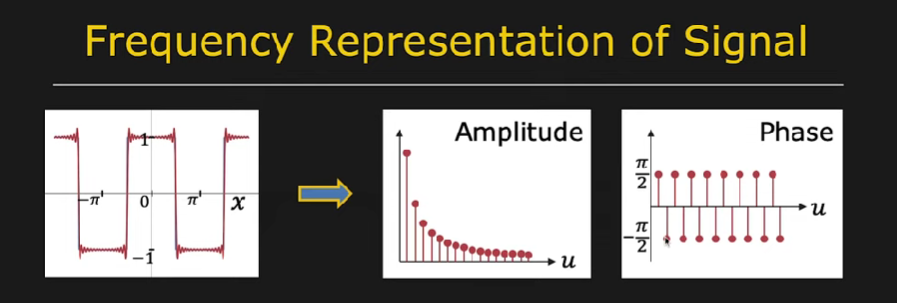 Frequency Representation of Signal
1
-π
0
π
x
-1
Amplitude
u
Phase
π/2
u
-π/2